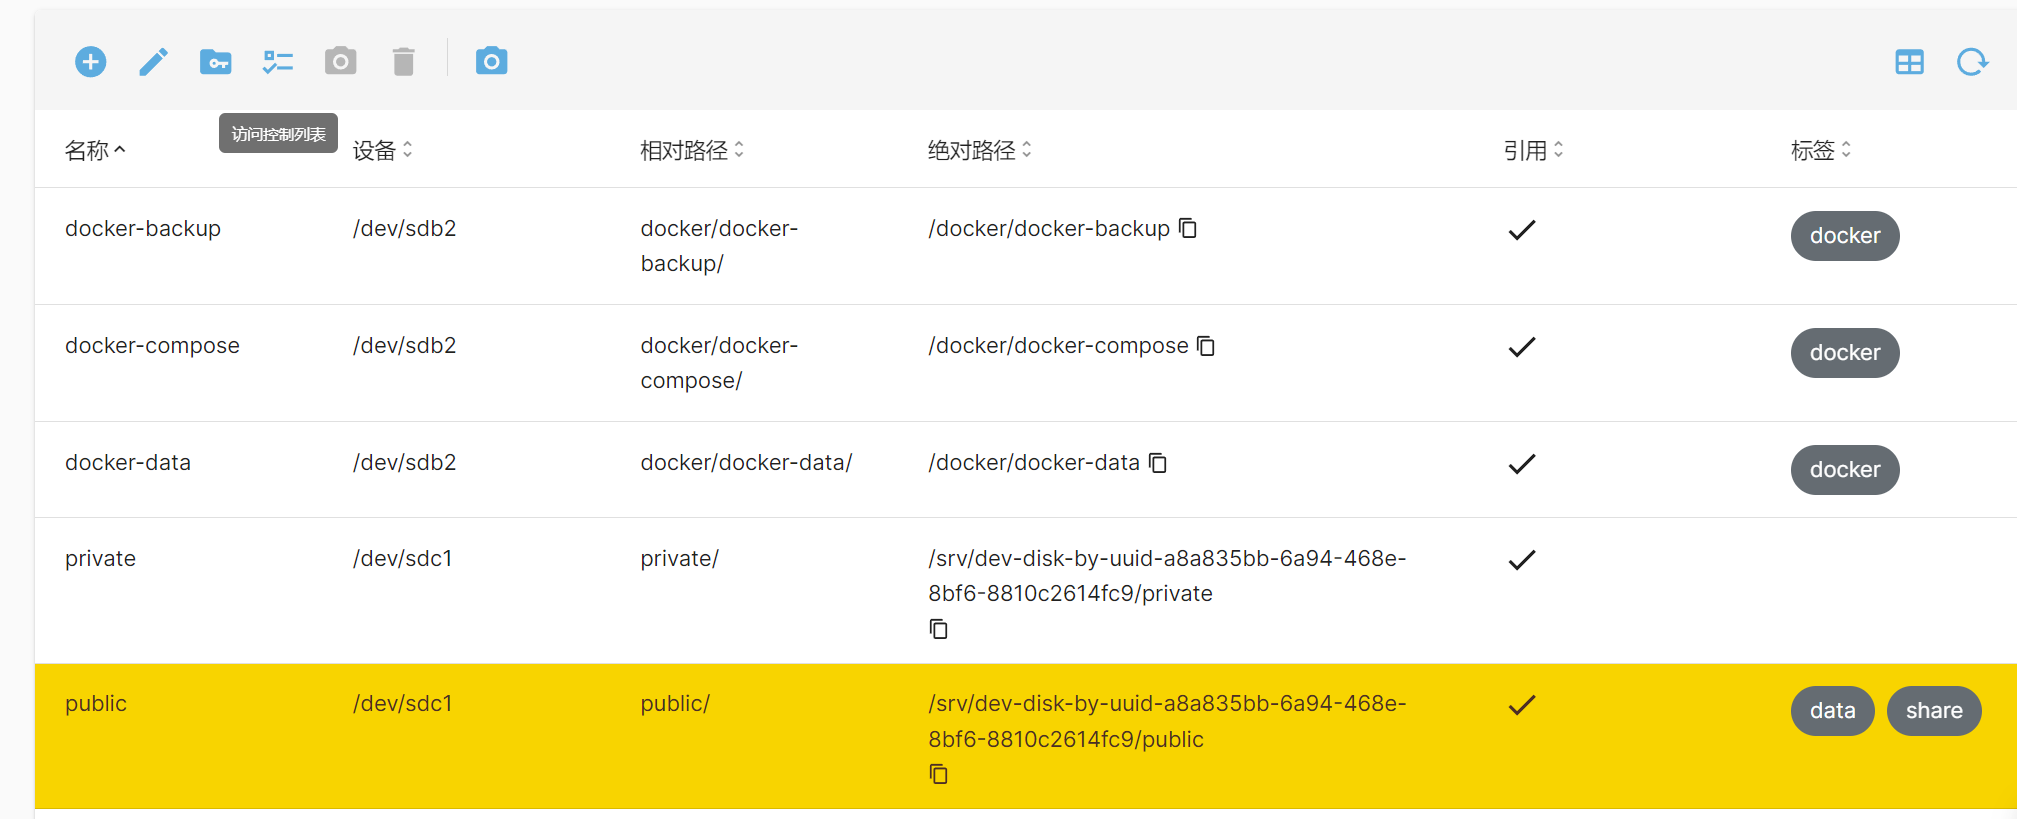 访问控制列表
名称 设备 相对路径 绝对路径 引用 标签
docker-backup /dev/sdb2 docker/docker- /docker/docker-backup docker
backup/
docker-compose /dev/sdb2 docker/docker- /docker/docker-compose docker
compose/
docker-data /dev/sdb2 docker/docker-data/ /docker/docker-data docker
private /dev/sdc1 private/ /srv/dev-disk-by-uuid-a8a835bb-6a94-468e-
8bf6-8810c2614fc9/private
public /dev/sdc1 public/ /srv/dev-disk-by-uuid-a8a835bb-6a94-468e- data share
8bf6-8810c2614fc9/public